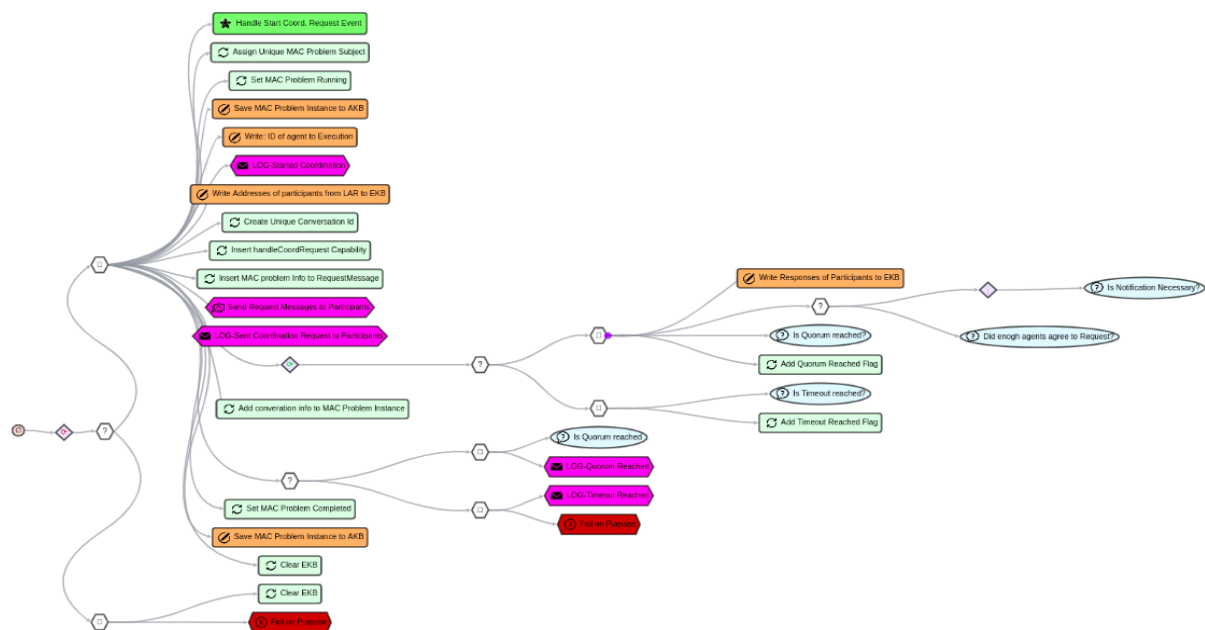 Handle Start Coord. Request Event
Assign Unique MAC Problem Subject
Set MAC Problem Running
Save MAC Problem Instance to AKB
Write: ID of agent to Execution
LOG-Started Coordination
Write Addresses of participants from LAR to EKB
Create Unique Conversation Id
Insert handleCoordRequest Capability
Insert MAC problem Info to RequestMessage
Send Request Messages to Participants
LOG-Sent Coordination Request to Participants
Write Responses of Participants to EKB
?
Is Notification Necessary?
Is Quorum reached?
Did enogh agents agree to Request?
?
Add Quorum Reached Flag
Is Timeout reached?
Add converation info to MAC Problem Instance
Add Timeout Reached Flag
?
Is Quorum reached
LOG-Quorum Reached
?
LOG-Timeout Reached
Set MAC Problem Completed
Fail on Purpose
Save MAC Problem Instance to AKB
Clear EKB
Clear EKB
Fail on Purpose